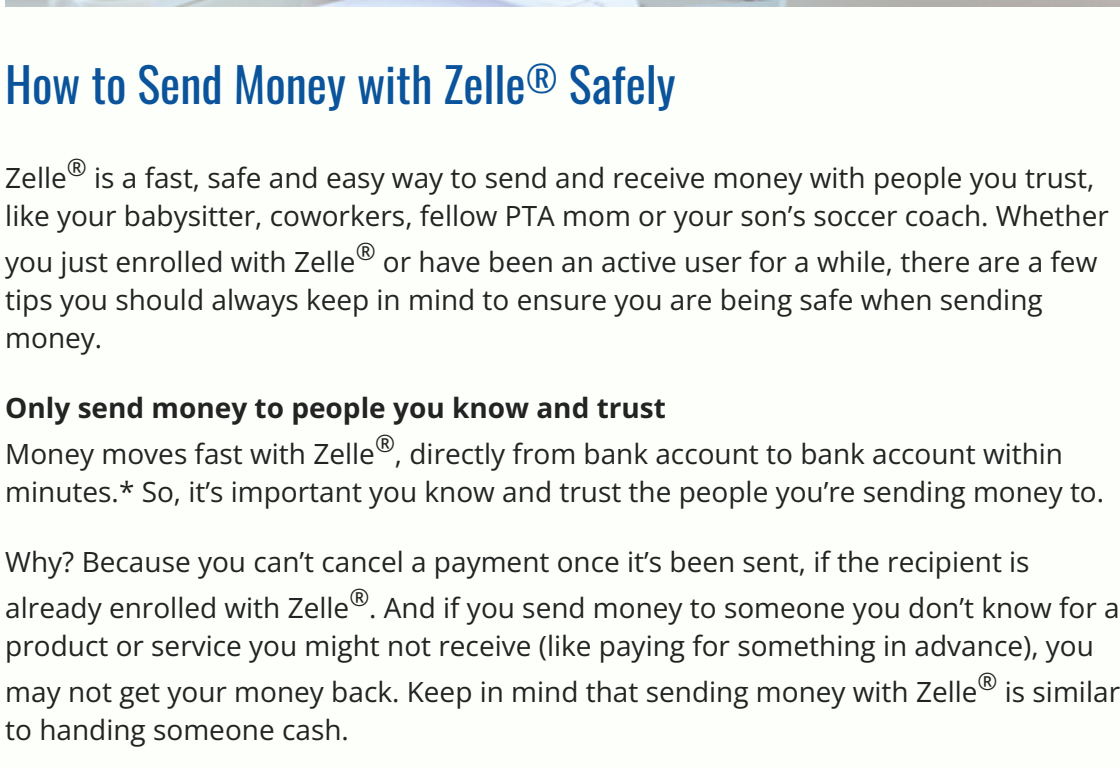 How to Send Money with Zelle® Safely
Zelle® is a fast, safe and easy way to send and receive money with people you trust,
like your babysitter, coworkers, fellow PTA mom or your son’s soccer coach. Whether
you just enrolled with Zelle® or have been an active user for a while, there are a few
tips you should always keep in mind to ensure you are being safe when sending
money.
Only send money to people you know and trust
Money moves fast with Zelle®, directly from bank account to bank account within
minutes.* So, it’s important you know and trust the people you’re sending money to.
Why? Because you can’t cancel a payment once it’s been sent, if the recipient is
already enrolled with Zelle®. And if you send money to someone you don’t know for a
product or service you might not receive (like paying for something in advance), you
may not get your money back. Keep in mind that sending money with Zelle® is similar
to handing someone cash.